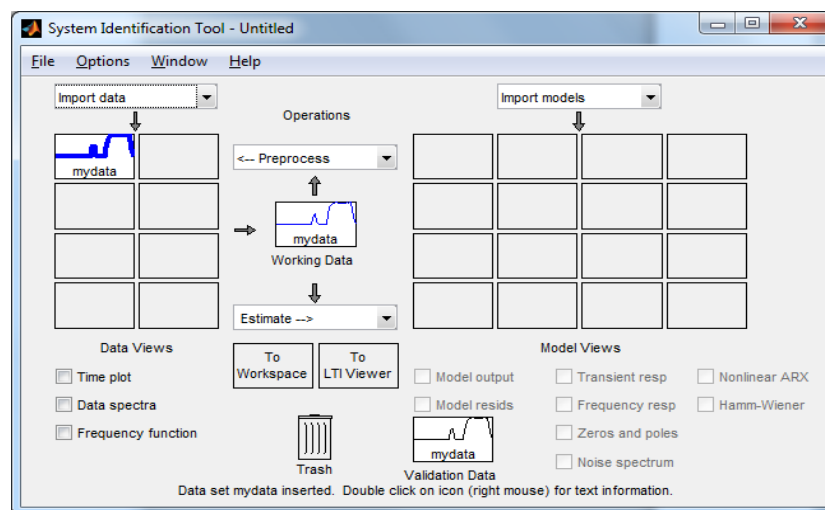 System Identification Tool - Untitled
File Options Window Help
Import data
Import models
Operations
<-- Preprocess
mydata
mydata
Working Data
Estimate -->
Data Views
Model Views
To Workspace
To LTI Viewer
Time plot
Data spectra
Frequency function
Model output
Transient resp
Nonlinear ARX
Model resids
Frequency resp
Hamm-Wiener
Zeros and poles
Noise spectrum
Trash
mydata
Validation Data
Data set mydata inserted. Double click on icon (right mouse) for text information.